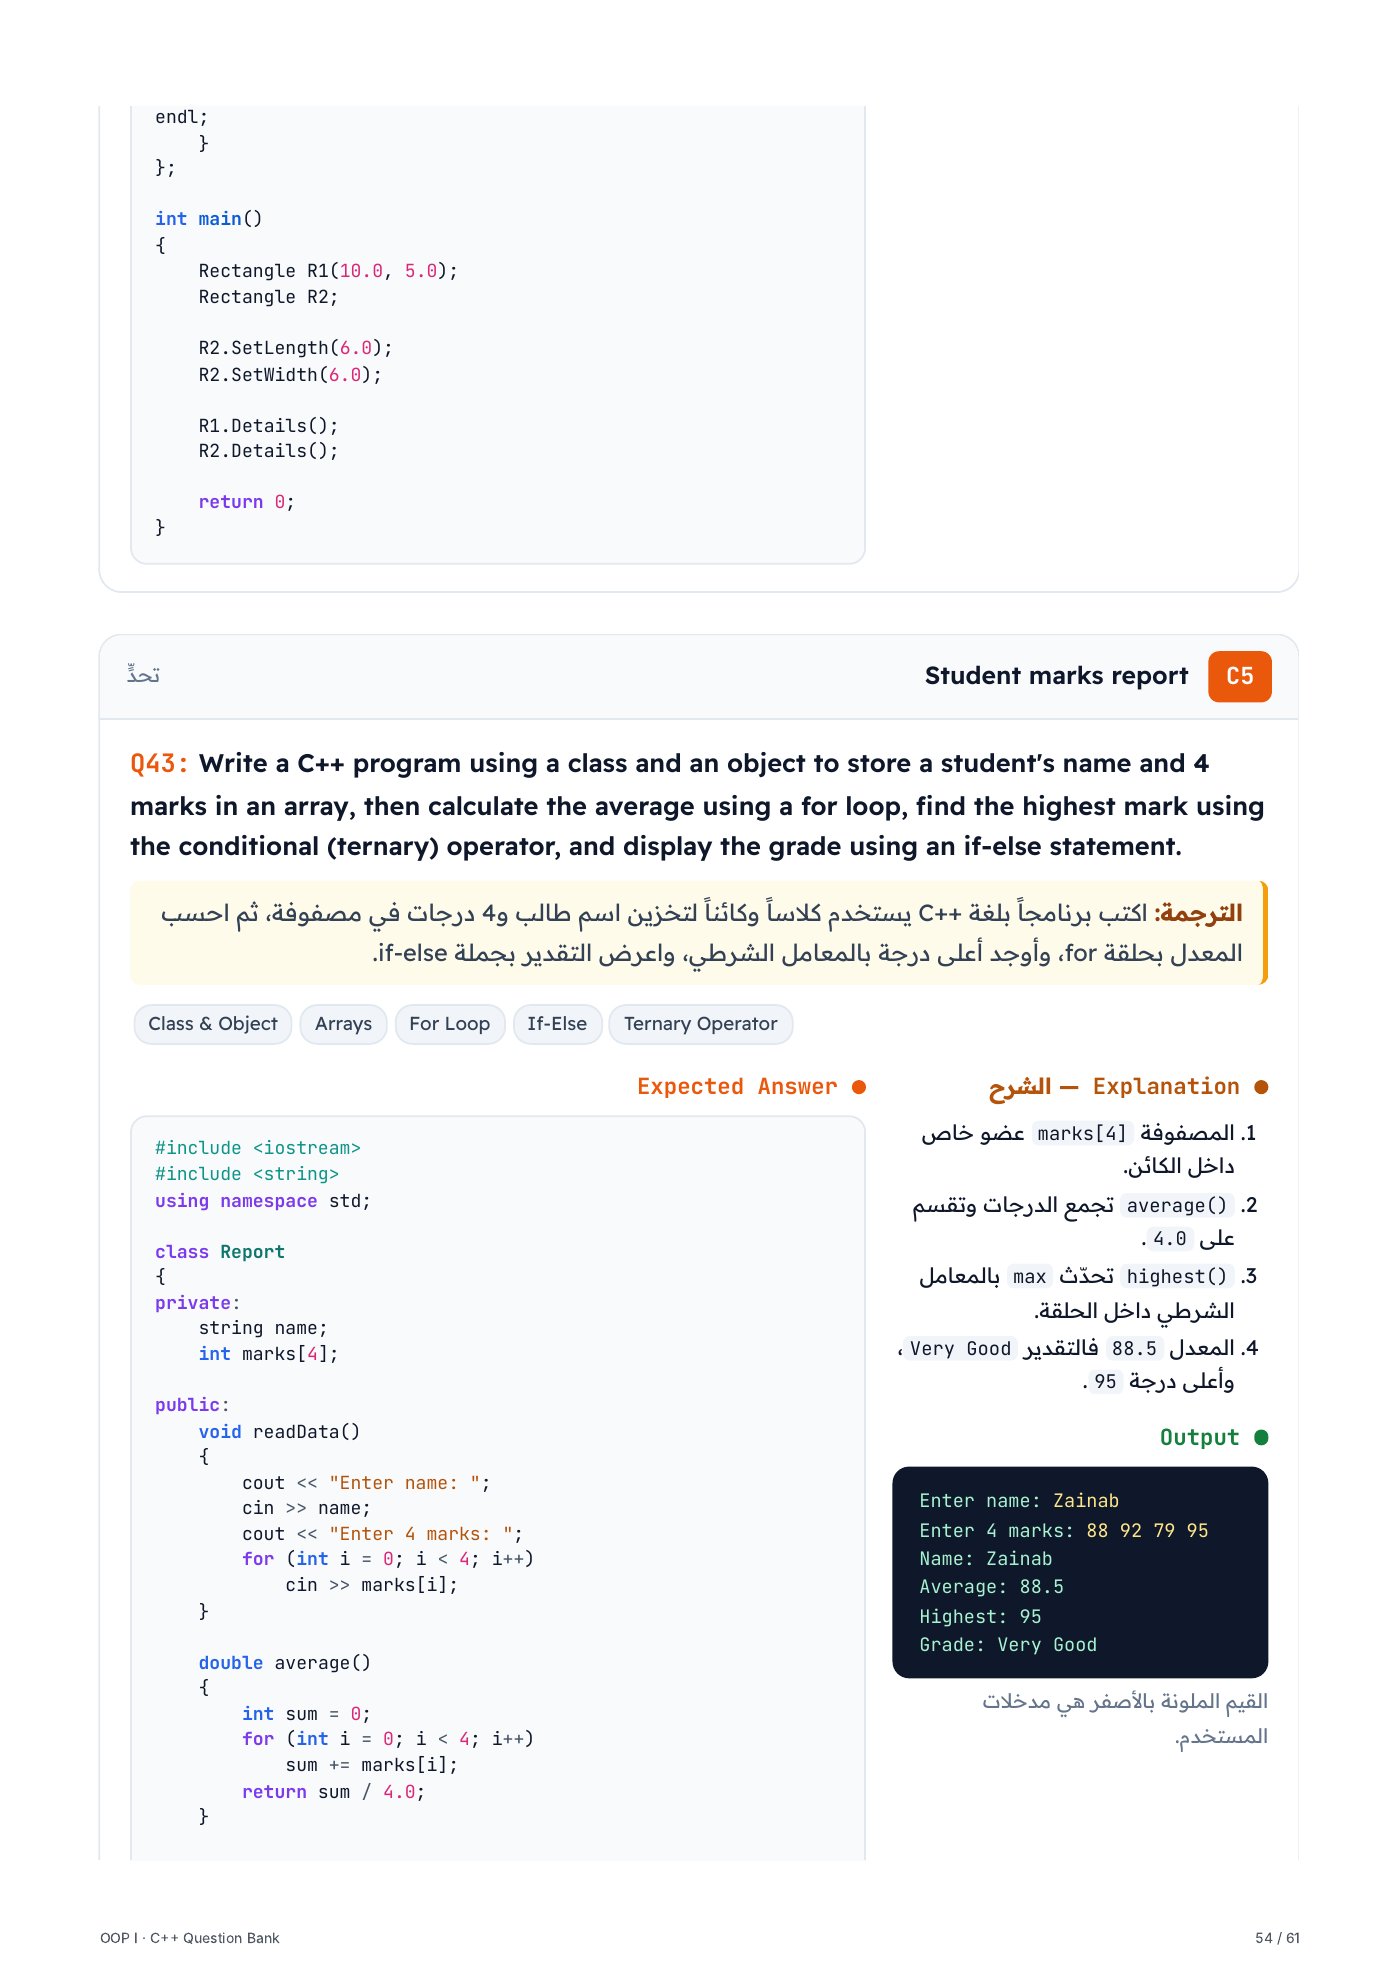 endl;
    }
};

int main()
{
    Rectangle R1(10.0, 5.0);
    Rectangle R2;

    R2.SetLength(6.0);
    R2.SetWidth(6.0);

    R1.Details();
    R2.Details();

    return 0;
}
C5 Student marks report
تحدٍّ
Q43: Write a C++ program using a class and an object to store a student's name and 4
marks in an array, then calculate the average using a for loop, find the highest mark using
the conditional (ternary) operator, and display the grade using an if-else statement.
الترجمة: اكتب برنامجاً بلغة C++ يستخدم كلاساً وكائناً لتخزين اسم طالب و4 درجات في مصفوفة، ثم احسب
المعدل بحلقة for، وأوجد أعلى درجة بالمعامل الشرطي، واعرض التقدير بجملة if-else.
Class & Object Arrays For Loop If-Else Ternary Operator
Explanation — الشرح
1. المصفوفة marks[4] عضو خاص
داخل الكائن.
2. average() تجمع الدرجات وتقسم
على 4.0.
3. highest() تحدّث max بالمعامل
الشرطي داخل الحلقة.
4. المعدل 88.5 فالتقدير Very Good،
وأعلى درجة 95.
Output
Enter name: Zainab
Enter 4 marks: 88 92 79 95
Name: Zainab
Average: 88.5
Highest: 95
Grade: Very Good
القيم الملونة بالأصفر هي مدخلات
المستخدم.
Expected Answer
#include <iostream>
#include <string>
using namespace std;

class Report
{
private:
    string name;
    int marks[4];

public:
    void readData()
    {
        cout << "Enter name: ";
        cin >> name;
        cout << "Enter 4 marks: ";
        for (int i = 0; i < 4; i++)
            cin >> marks[i];
    }

    double average()
    {
        int sum = 0;
        for (int i = 0; i < 4; i++)
            sum += marks[i];
        return sum / 4.0;
    }
OOP I · C++ Question Bank
54 / 61